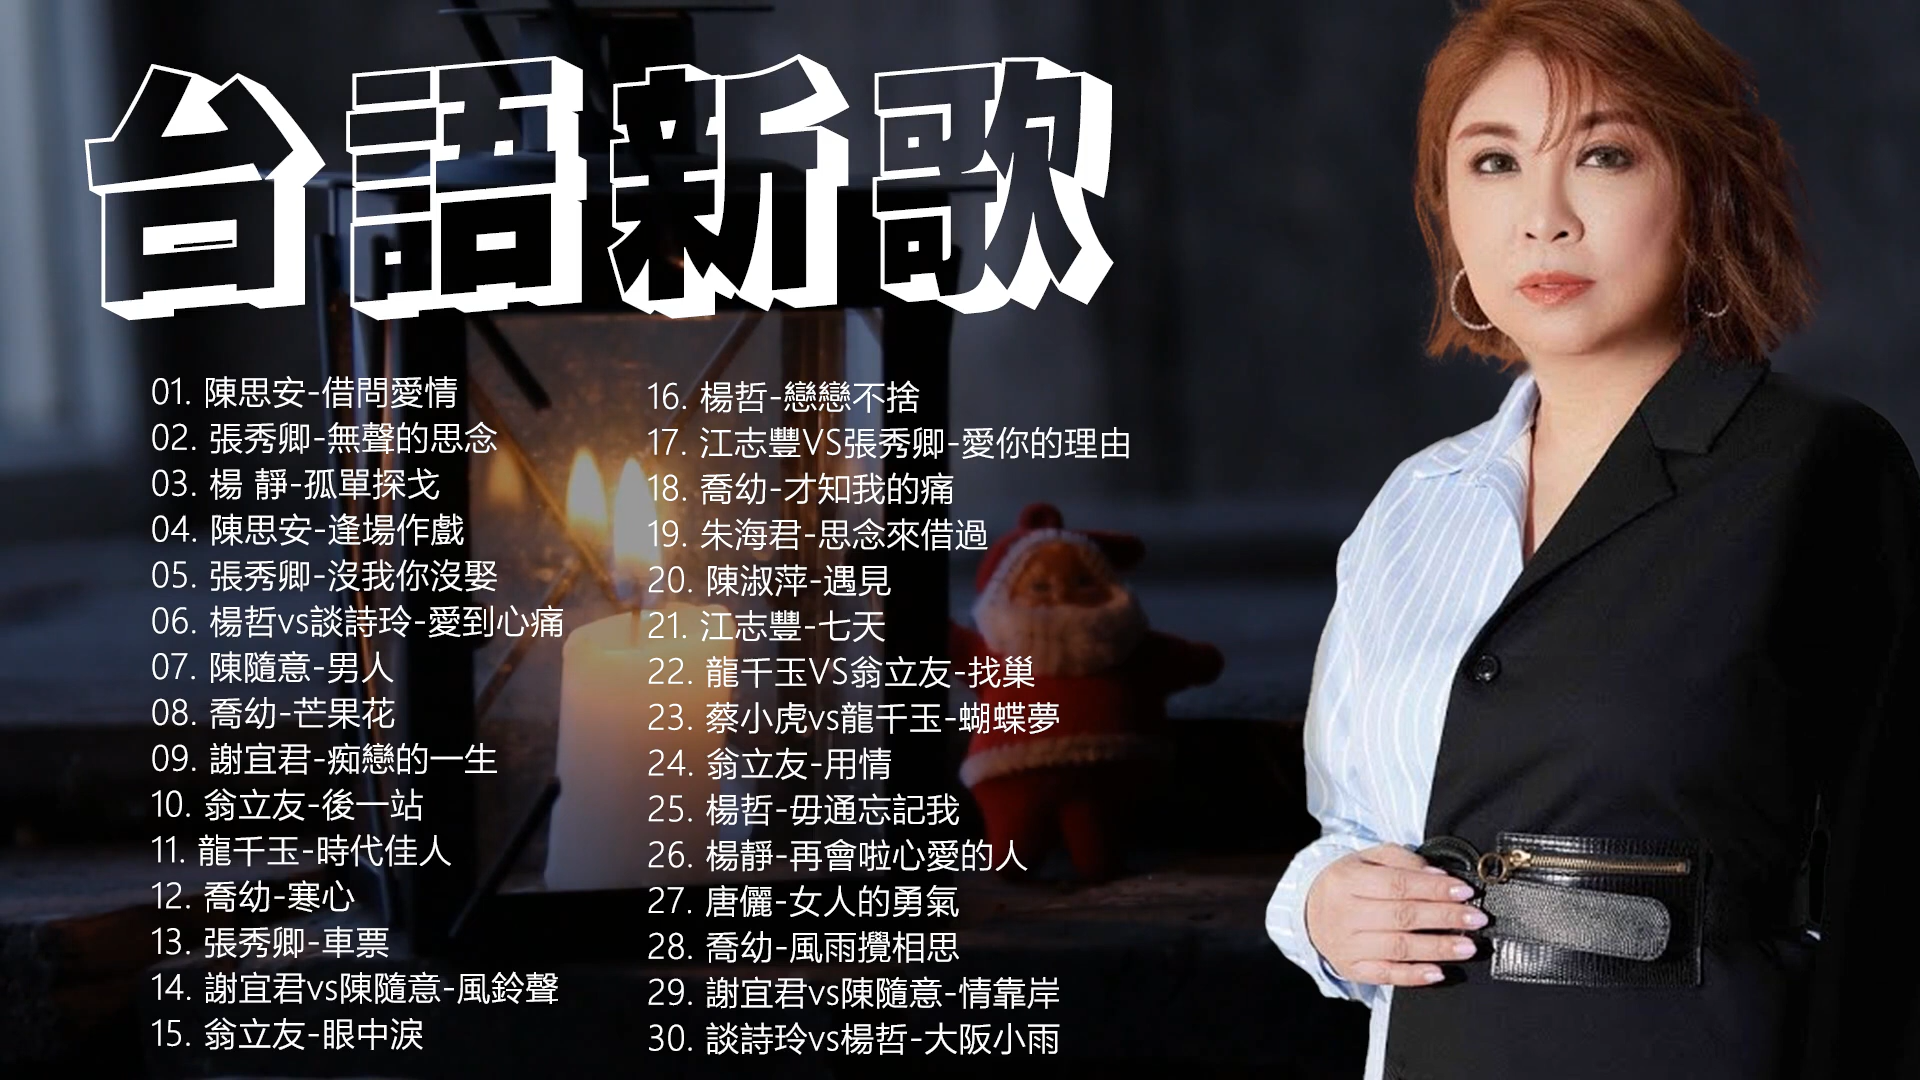 台語新歌
01. 陳思安-借問愛情
02. 張秀卿-無聲的思念
03. 楊 靜-孤單探戈
04. 陳思安-逢場作戲
05. 張秀卿-沒我你沒娶
06. 楊哲vs談詩玲-愛到心痛
07. 陳隨意-男人
08. 喬幼-芒果花
09. 謝宜君-痴戀的一生
10. 翁立友-後一站
11. 龍千玉-時代佳人
12. 喬幼-寒心
13. 張秀卿-車票
14. 謝宜君vs陳隨意-風鈴聲
15. 翁立友-眼中淚
16. 楊哲-戀戀不捨
17. 江志豐VS張秀卿-愛你的理由
18. 喬幼-才知我的痛
19. 朱海君-思念來借過
20. 陳淑萍-遇見
21. 江志豐-七天
22. 龍千玉VS翁立友-找巢
23. 蔡小虎vs龍千玉-蝴蝶夢
24. 翁立友-用情
25. 楊哲-毋通忘記我
26. 楊靜-再會啦心愛的人
27. 唐儷-女人的勇氣
28. 喬幼-風雨攪相思
29. 謝宜君vs陳隨意-情靠岸
30. 談詩玲vs楊哲-大阪小雨